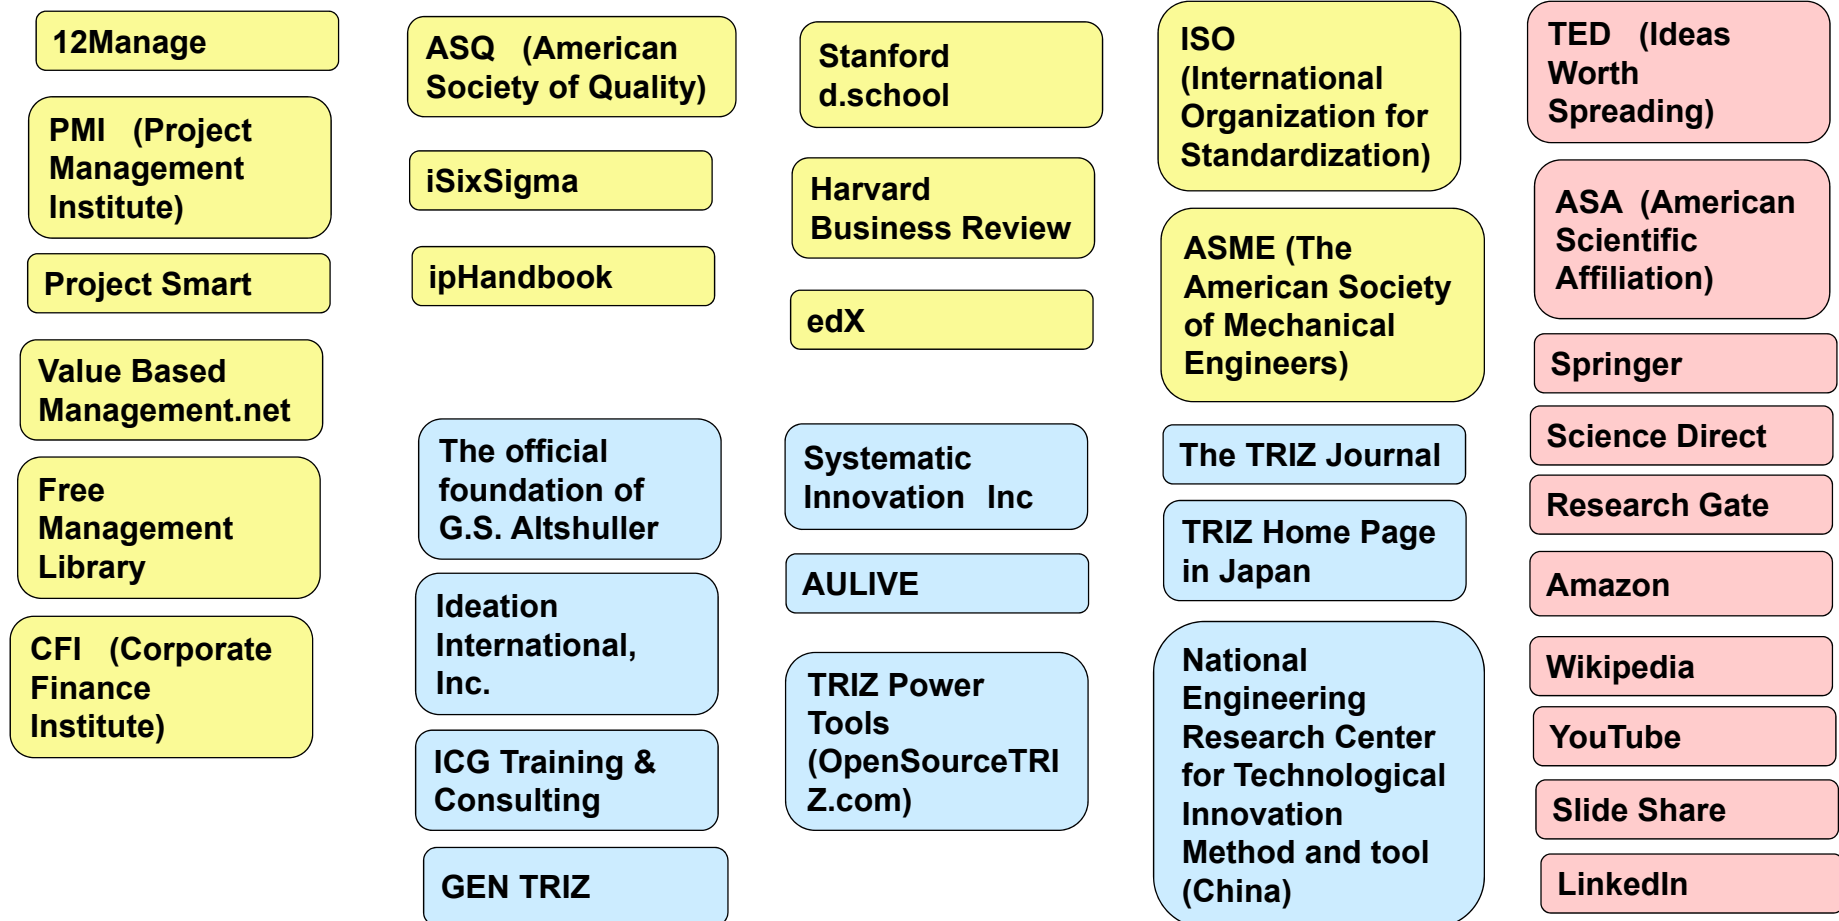 12Manage
PMI (Project
Management
Institute)
Project Smart
Value Based
Management.net
Free
Management
Library
CFI (Corporate
Finance
Institute)
ASQ (American
Society of Quality)
iSixSigma
ipHandbook
The official
foundation of
G.S. Altshuller
Ideation
International,
Inc.
ICG Training &
Consulting
GEN TRIZ
Stanford
d.school
Harvard
Business Review
edX
Systematic
Innovation Inc
AULIVE
TRIZ Power
Tools
(OpenSourceTRI
Z.com)
ISO
(International
Organization for
Standardization)
ASME (The
American Society
of Mechanical
Engineers)
The TRIZ Journal
TRIZ Home Page
in Japan
National
Engineering
Research Center
for Technological
Innovation
Method and tool
(China)
TED (Ideas
Worth
Spreading)
ASA (American
Scientific
Affiliation)
Springer
Science Direct
Research Gate
Amazon
Wikipedia
YouTube
Slide Share
LinkedIn